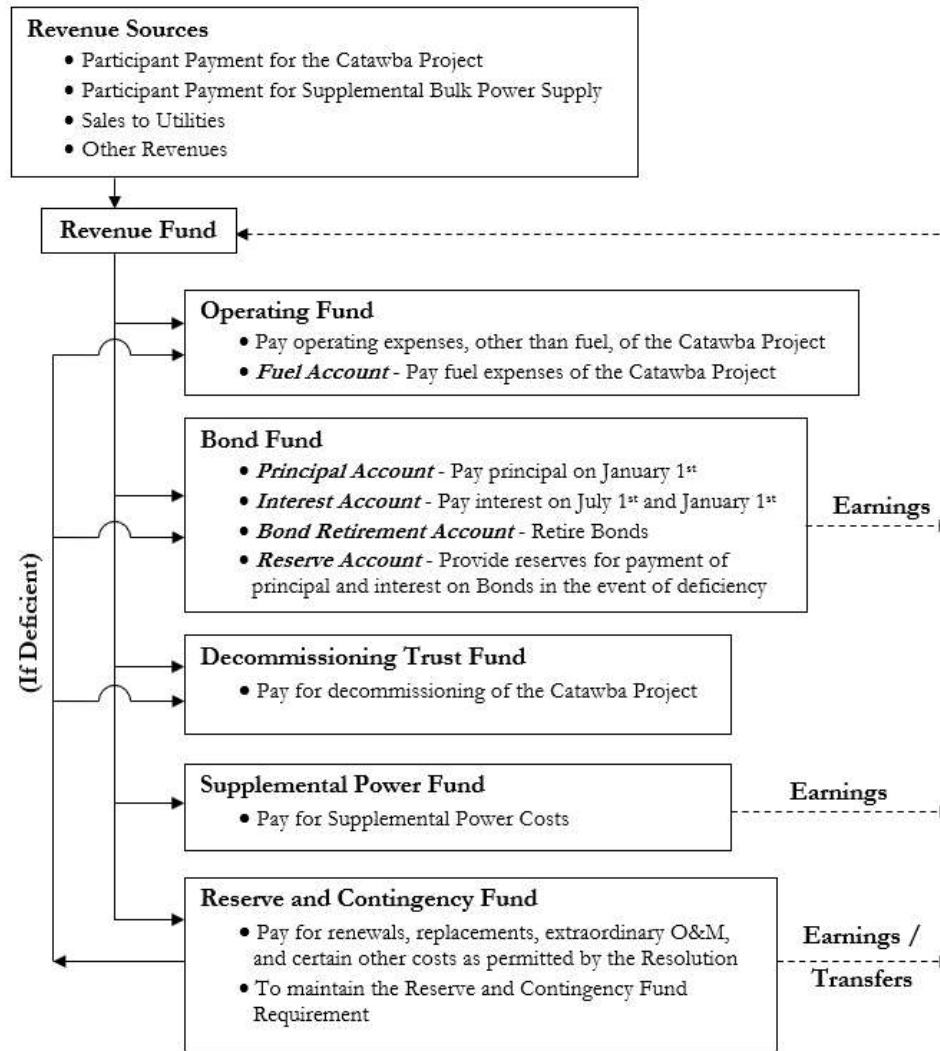 Revenue Sources
• Participant Payment for the Catawba Project
• Participant Payment for Supplemental Bulk Power Supply
• Sales to Utilities
• Other Revenues
Revenue Fund
Operating Fund
• Pay operating expenses, other than fuel, of the Catawba Project
• Fuel Account - Pay fuel expenses of the Catawba Project
Bond Fund
• Principal Account - Pay principal on January 1st
• Interest Account - Pay interest on July 1st and January 1st
• Bond Retirement Account - Retire Bonds
• Reserve Account - Provide reserves for payment of
principal and interest on Bonds in the event of deficiency
Earnings
(If Deficient)
Decommissioning Trust Fund
• Pay for decommissioning of the Catawba Project
Supplemental Power Fund
• Pay for Supplemental Power Costs
Earnings
Reserve and Contingency Fund
• Pay for renewals, replacements, extraordinary O&M,
and certain other costs as permitted by the Resolution
• To maintain the Reserve and Contingency Fund
Requirement
Earnings /
Transfers